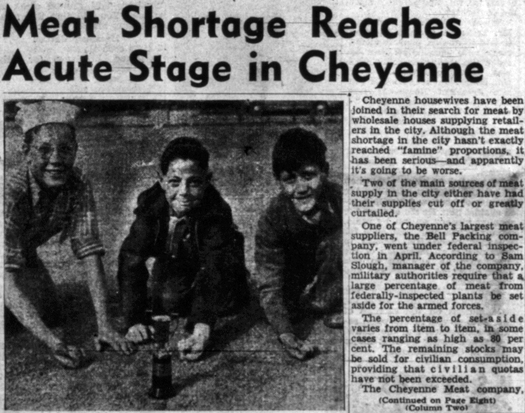 Meat Shortage Reaches
Acute Stage in Cheyenne
Cheyenne housewives have been
joined in their search for meat by
wholesale houses supplying retail-
ers in the city. Although the meat
shortage in the city hasn't exactly
reached "famine" proportions, it
has been serious—and apparently
it's going to be worse.
Two of the main sources of meat
supply in the city either have had
their supplies cut off or greatly
curtailed.
One of Cheyenne's largest meat
suppliers, the Bell Packing com-
pany, went under federal inspec-
tion in April. According to Sam
Slough, manager of the company,
military authorities require that a
large percentage of meat from
federally-inspected plants be set
aside for the armed forces.
The percentage of set-aside
varies from item to item, in some
cases ranging as high as 80 per
cent. The remaining stocks may
be sold for civilian consumption,
providing that civilian quotas
have not been exceeded.
The Cheyenne Meat company,
(Continued on Page Eight)
(Column Two)